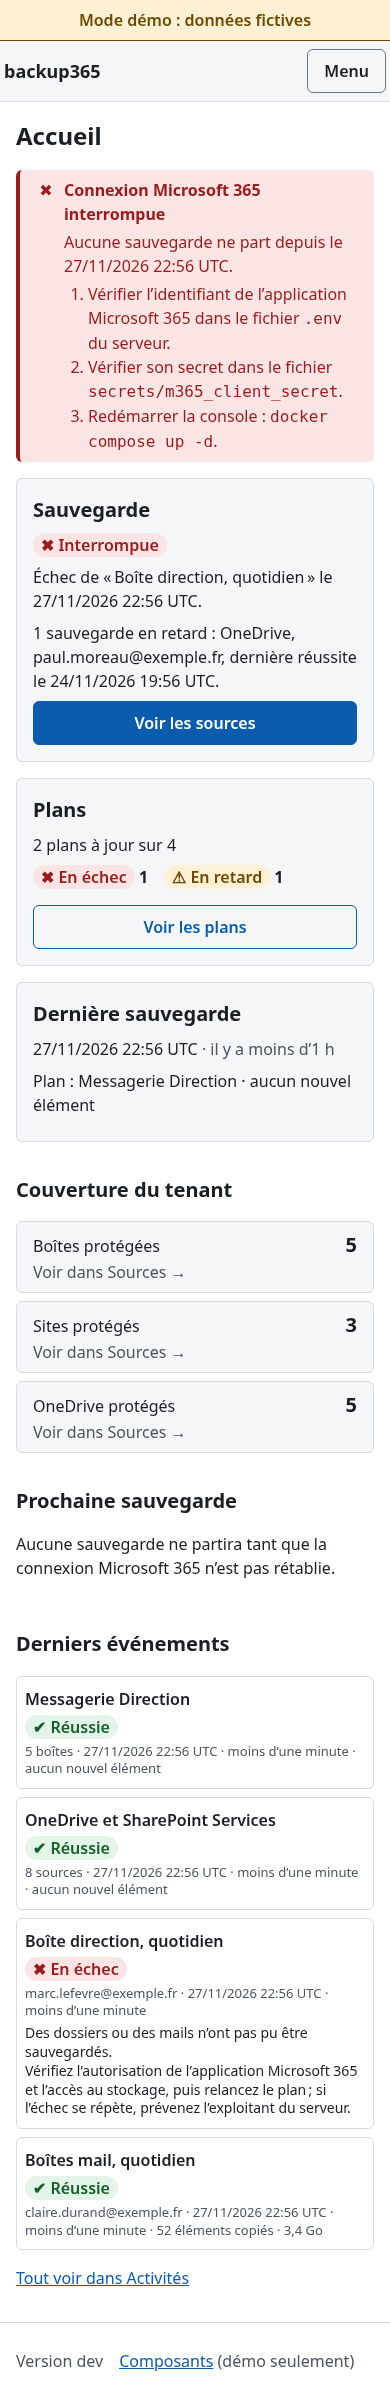 Mode démo : données fictives
backup365
Menu
Accueil
✖ Connexion Microsoft 365
interrompue
Aucune sauvegarde ne part depuis le
27/11/2026 22:56 UTC.
1. Vérifier l’identifiant de l’application
Microsoft 365 dans le fichier .env
du serveur.
2. Vérifier son secret dans le fichier
secrets/m365_client_secret.
3. Redémarrer la console : docker
compose up -d.
Sauvegarde
✖ Interrompue
Échec de « Boîte direction, quotidien » le
27/11/2026 22:56 UTC.
1 sauvegarde en retard : OneDrive,
paul.moreau@exemple.fr, dernière réussite
le 24/11/2026 19:56 UTC.
Voir les sources
Plans
2 plans à jour sur 4
✖ En échec 1 ⚠ En retard 1
Voir les plans
Dernière sauvegarde
27/11/2026 22:56 UTC · il y a moins d’1 h
Plan : Messagerie Direction · aucun nouvel
élément
Couverture du tenant
Boîtes protégées 5
Voir dans Sources →
Sites protégés 3
Voir dans Sources →
OneDrive protégés 5
Voir dans Sources →
Prochaine sauvegarde
Aucune sauvegarde ne partira tant que la
connexion Microsoft 365 n’est pas rétablie.
Derniers événements
Messagerie Direction
✔ Réussie
5 boîtes · 27/11/2026 22:56 UTC · moins d’une minute ·
aucun nouvel élément
OneDrive et SharePoint Services
✔ Réussie
8 sources · 27/11/2026 22:56 UTC · moins d’une minute
· aucun nouvel élément
Boîte direction, quotidien
✖ En échec
marc.lefevre@exemple.fr · 27/11/2026 22:56 UTC ·
moins d’une minute
Des dossiers ou des mails n’ont pas pu être
sauvegardés.
Vérifiez l’autorisation de l’application Microsoft 365
et l’accès au stockage, puis relancez le plan ; si
l’échec se répète, prévenez l’exploitant du serveur.
Boîtes mail, quotidien
✔ Réussie
claire.durand@exemple.fr · 27/11/2026 22:56 UTC ·
moins d’une minute · 52 éléments copiés · 3,4 Go
Tout voir dans Activités
Version dev Composants (démo seulement)